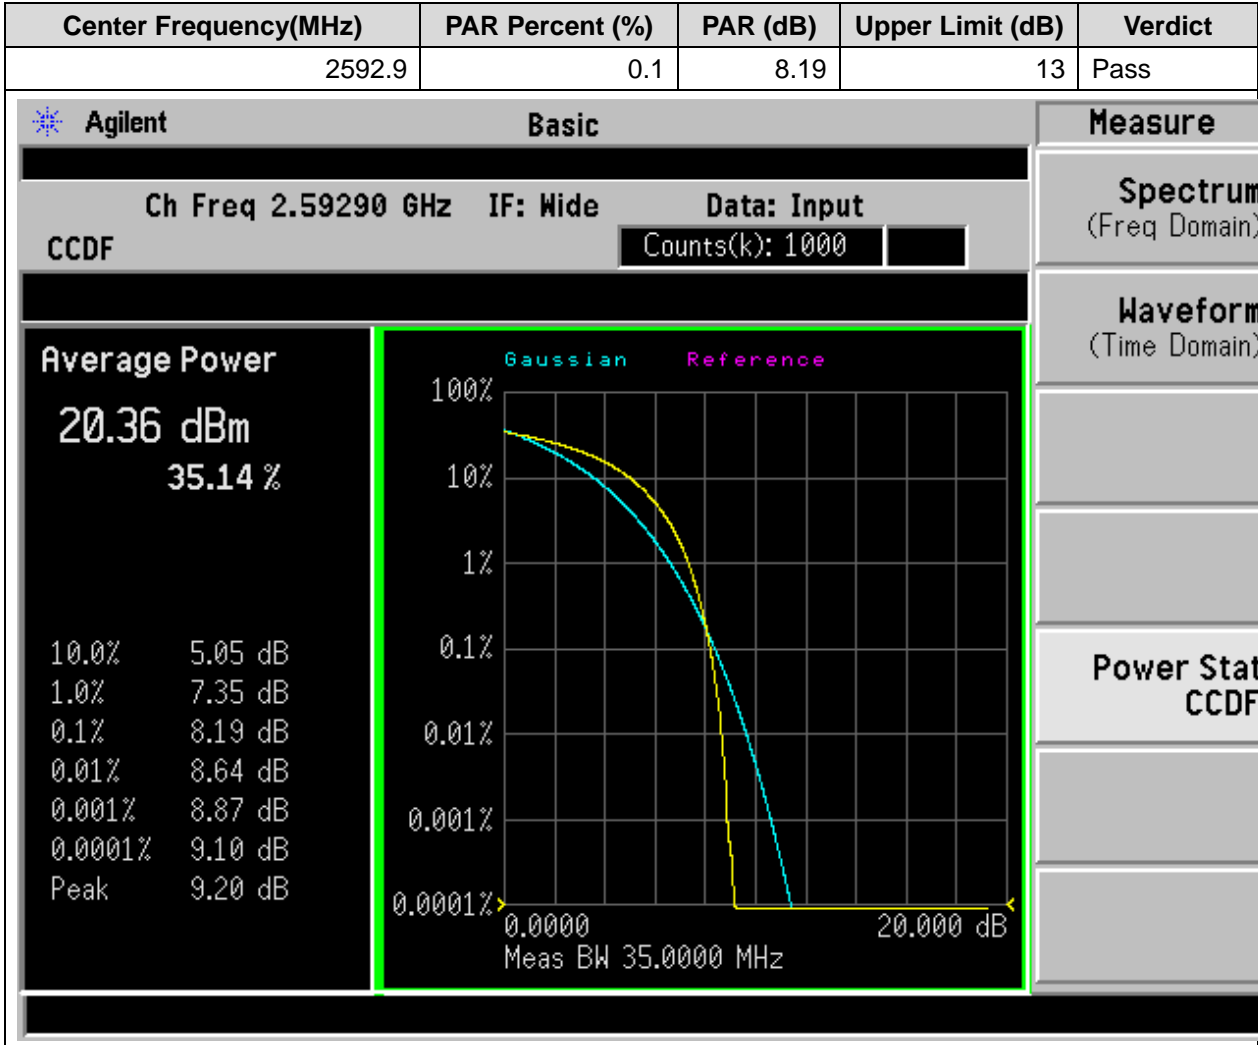 Center Frequency(MHz) PAR Percent (%) PAR (dB) Upper Limit (dB) Verdict
2592.9 0.1 8.19 13 Pass
Agilent Basic Measure
Ch Freq 2.59290 GHz IF: Wide Data: Input
CCDF Counts(k): 1000
Spectrum
(Freq Domain)
Waveform
(Time Domain)
Power Stat
CCDF
Average Power
20.36 dBm
35.14 %
10.0% 5.05 dB
1.0% 7.35 dB
0.1% 8.19 dB
0.01% 8.64 dB
0.001% 8.87 dB
0.0001% 9.10 dB
Peak 9.20 dB
Gaussian Reference
100%
10%
1%
0.1%
0.01%
0.001%
0.0001%
0.0000 20.000 dB
Meas BW 35.0000 MHz